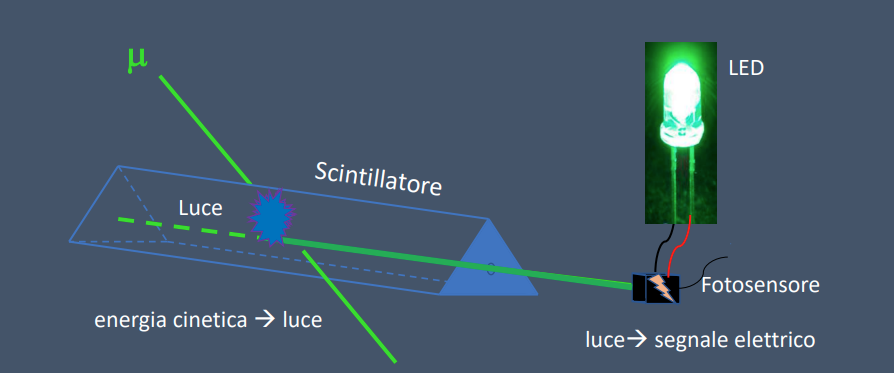 μ
LED
Scintillatore
Luce
Fotosensore
energia cinetica → luce
luce→ segnale elettrico